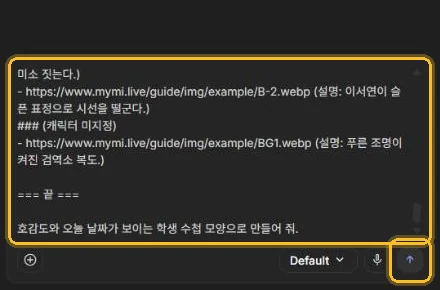 미소 짓는다.)
- https://www.mymi.live/guide/img/example/B-2.webp (설명: 이서연이 슬
픈 표정으로 시선을 떨군다.)
### (캐릭터 미지정)
- https://www.mymi.live/guide/img/example/BG1.webp (설명: 푸른 조명이
켜진 검역소 복도.)
=== 끝 ===
호감도와 오늘 날짜가 보이는 학생 수첩 모양으로 만들어 줘.
Default